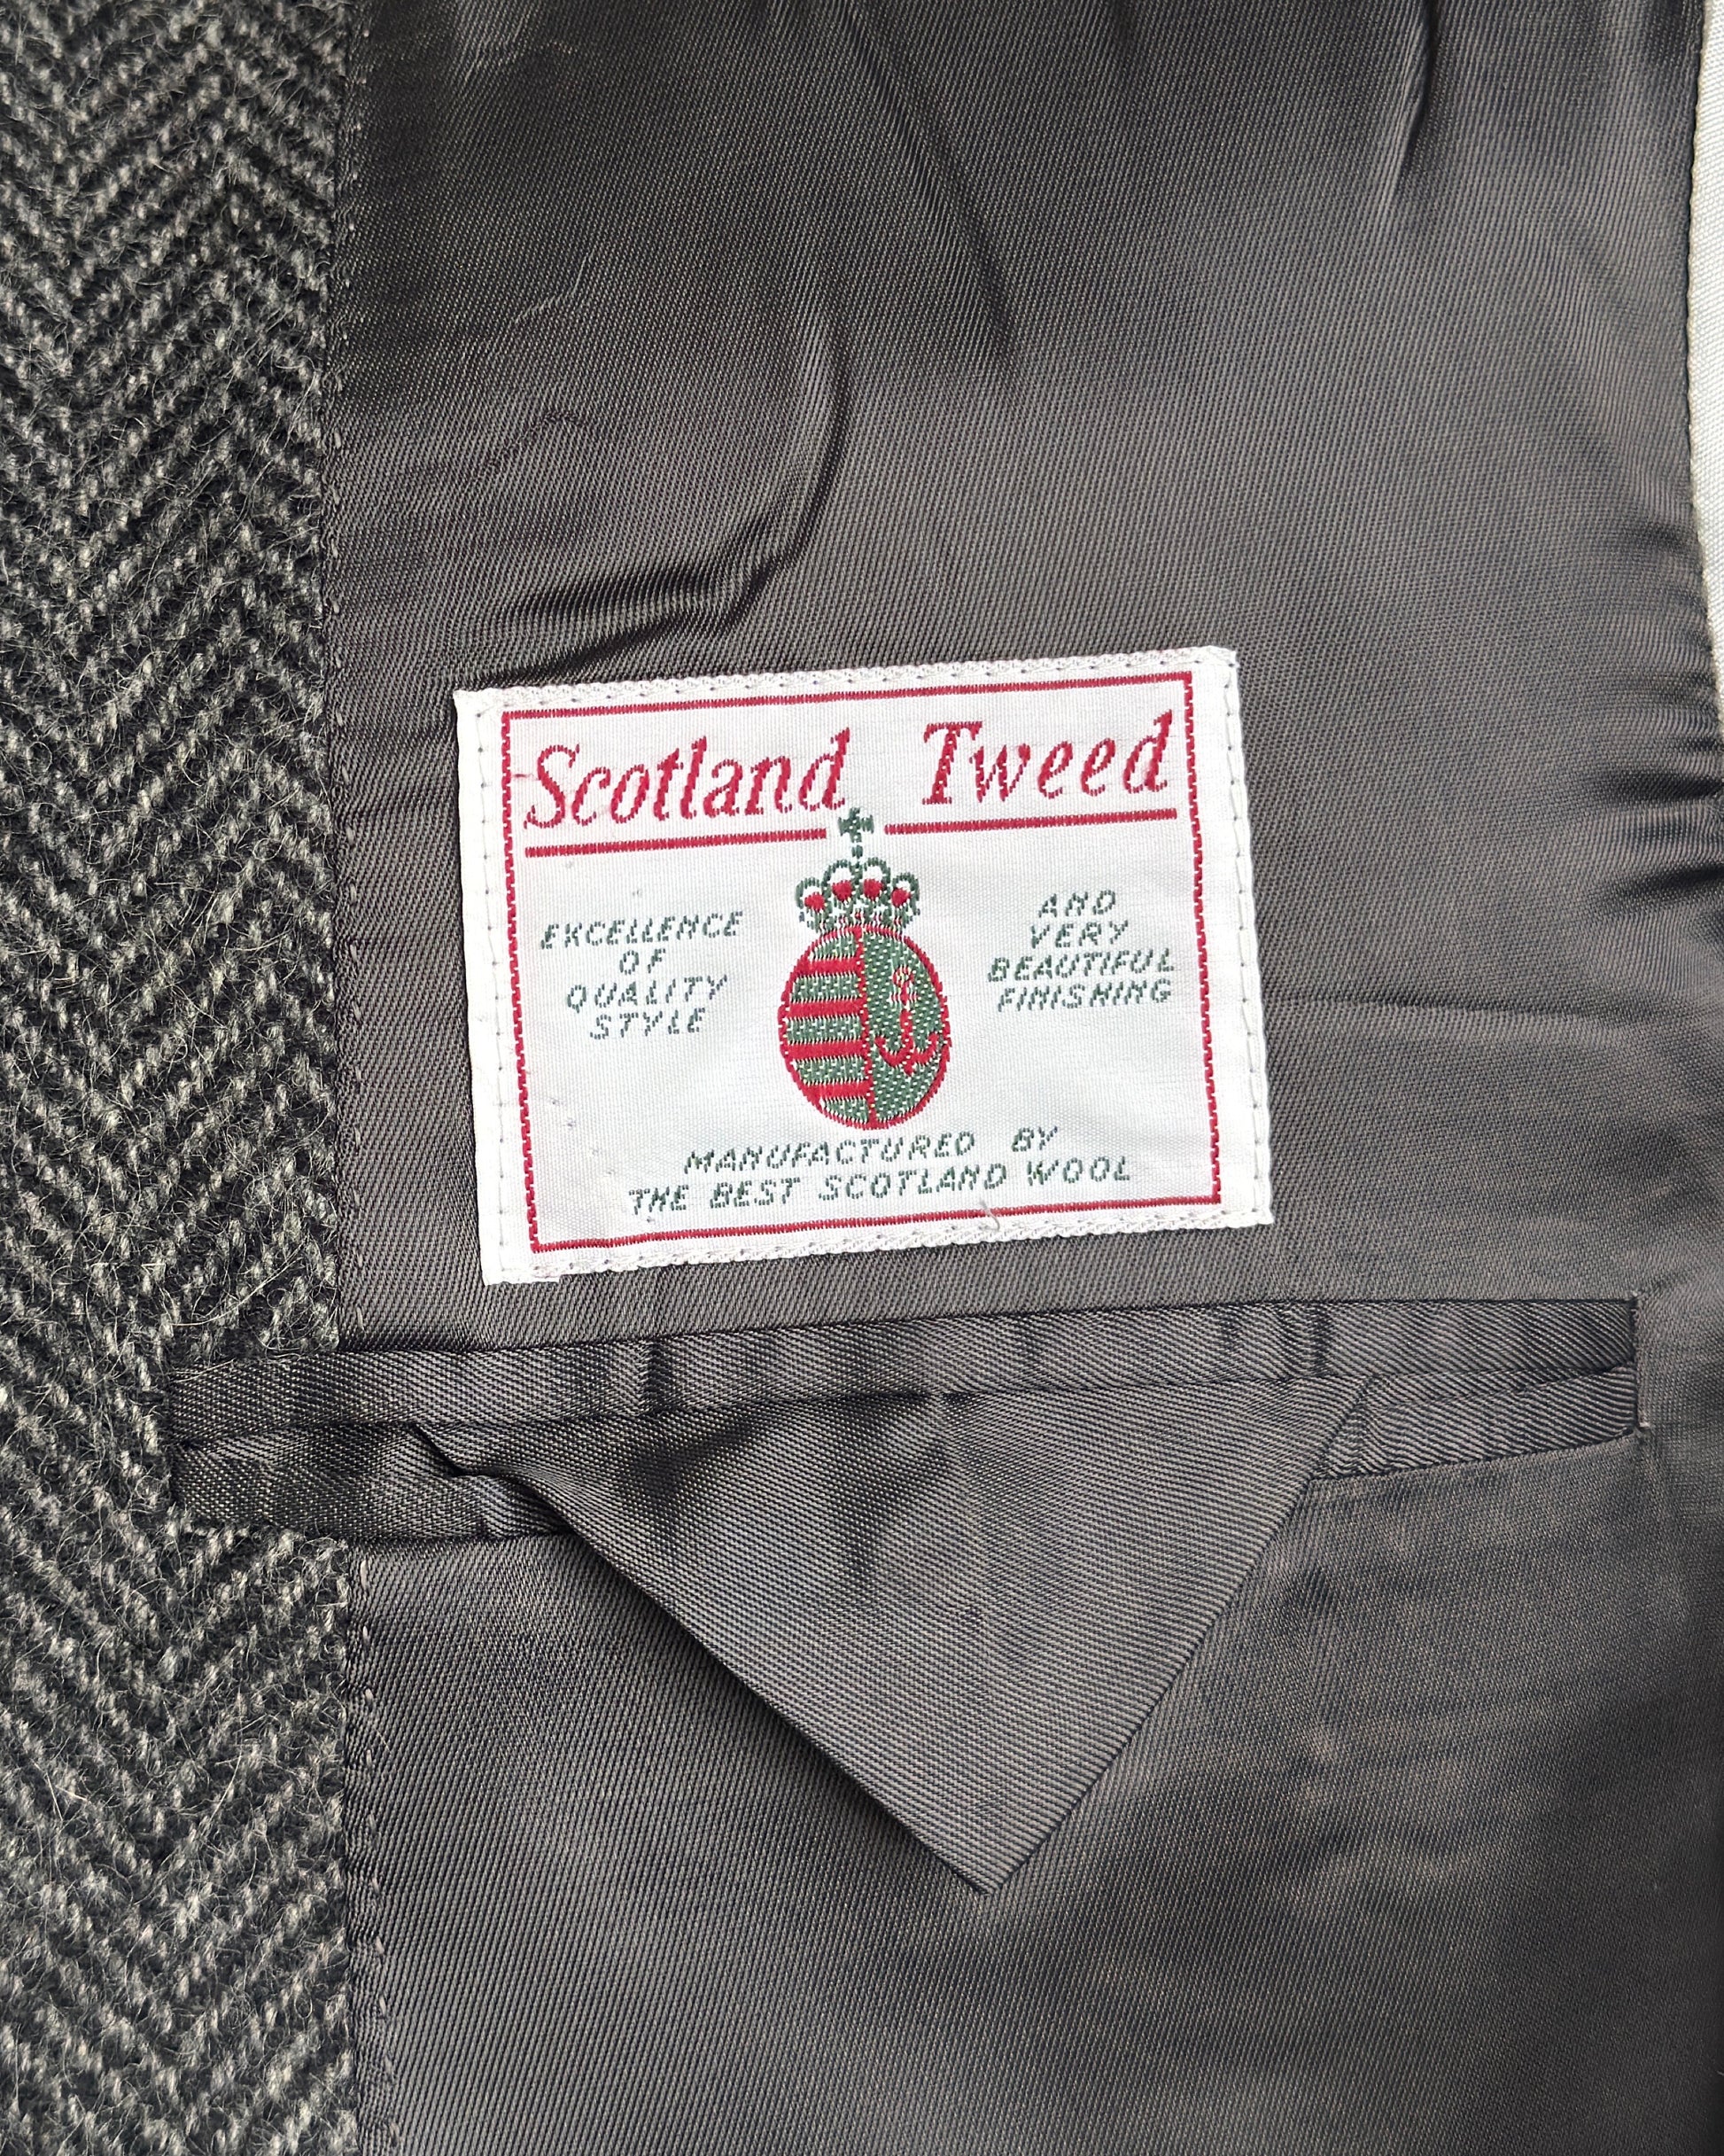 Scotland Tweed
EXCELLENCE
OF
QUALITY
STYLE
AND
VERY
BEAUTIFUL
FINISHING
MANUFACTURED BY
THE BEST SCOTLAND WOOL